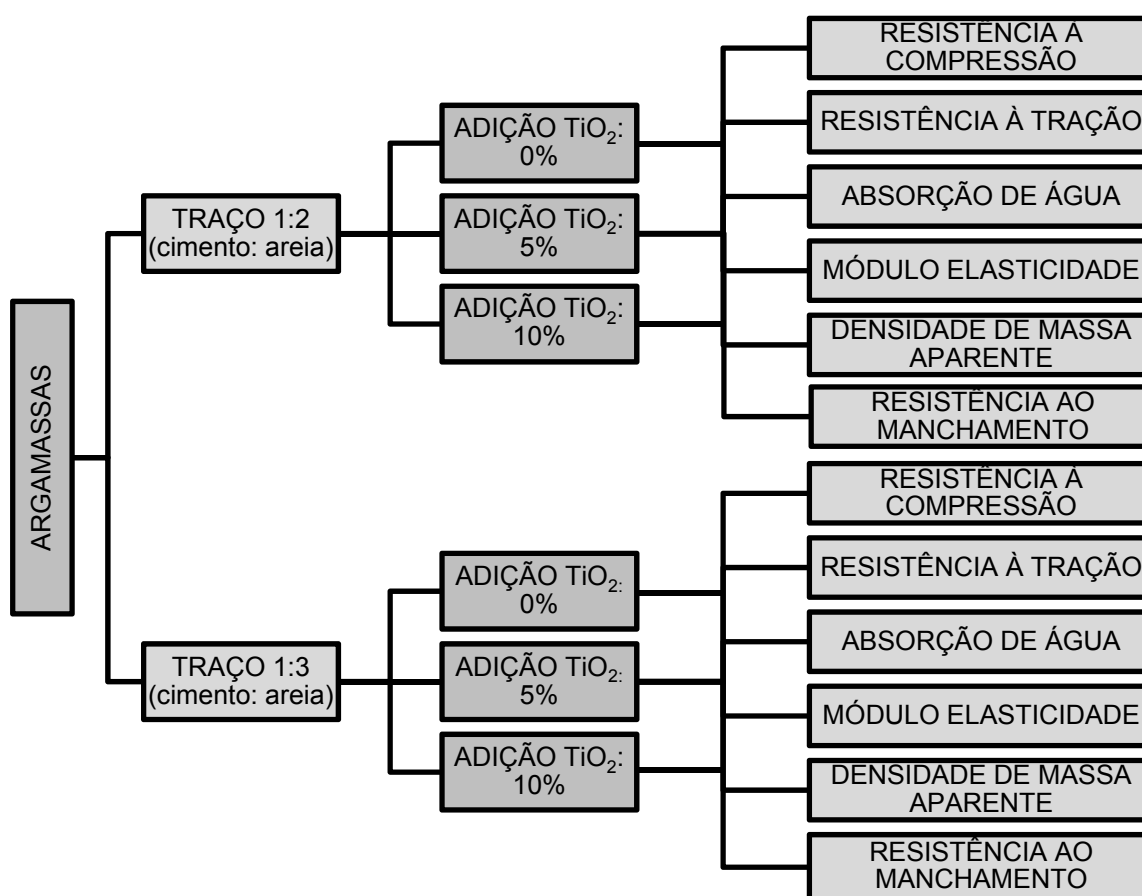 ARGAMASSAS
TRAÇO 1:2
(cimento: areia)
ADIÇÃO TiO₂:
0%
ADIÇÃO TiO₂:
5%
ADIÇÃO TiO₂:
10%
RESISTÊNCIA À
COMPRESSÃO
RESISTÊNCIA À TRAÇÃO
ABSORÇÃO DE ÁGUA
MÓDULO ELASTICIDADE
DENSIDADE DE MASSA
APARENTE
RESISTÊNCIA AO
MANCHAMENTO
TRAÇO 1:3
(cimento: areia)
ADIÇÃO TiO₂:
0%
ADIÇÃO TiO₂:
5%
ADIÇÃO TiO₂:
10%
RESISTÊNCIA À
COMPRESSÃO
RESISTÊNCIA À TRAÇÃO
ABSORÇÃO DE ÁGUA
MÓDULO ELASTICIDADE
DENSIDADE DE MASSA
APARENTE
RESISTÊNCIA AO
MANCHAMENTO